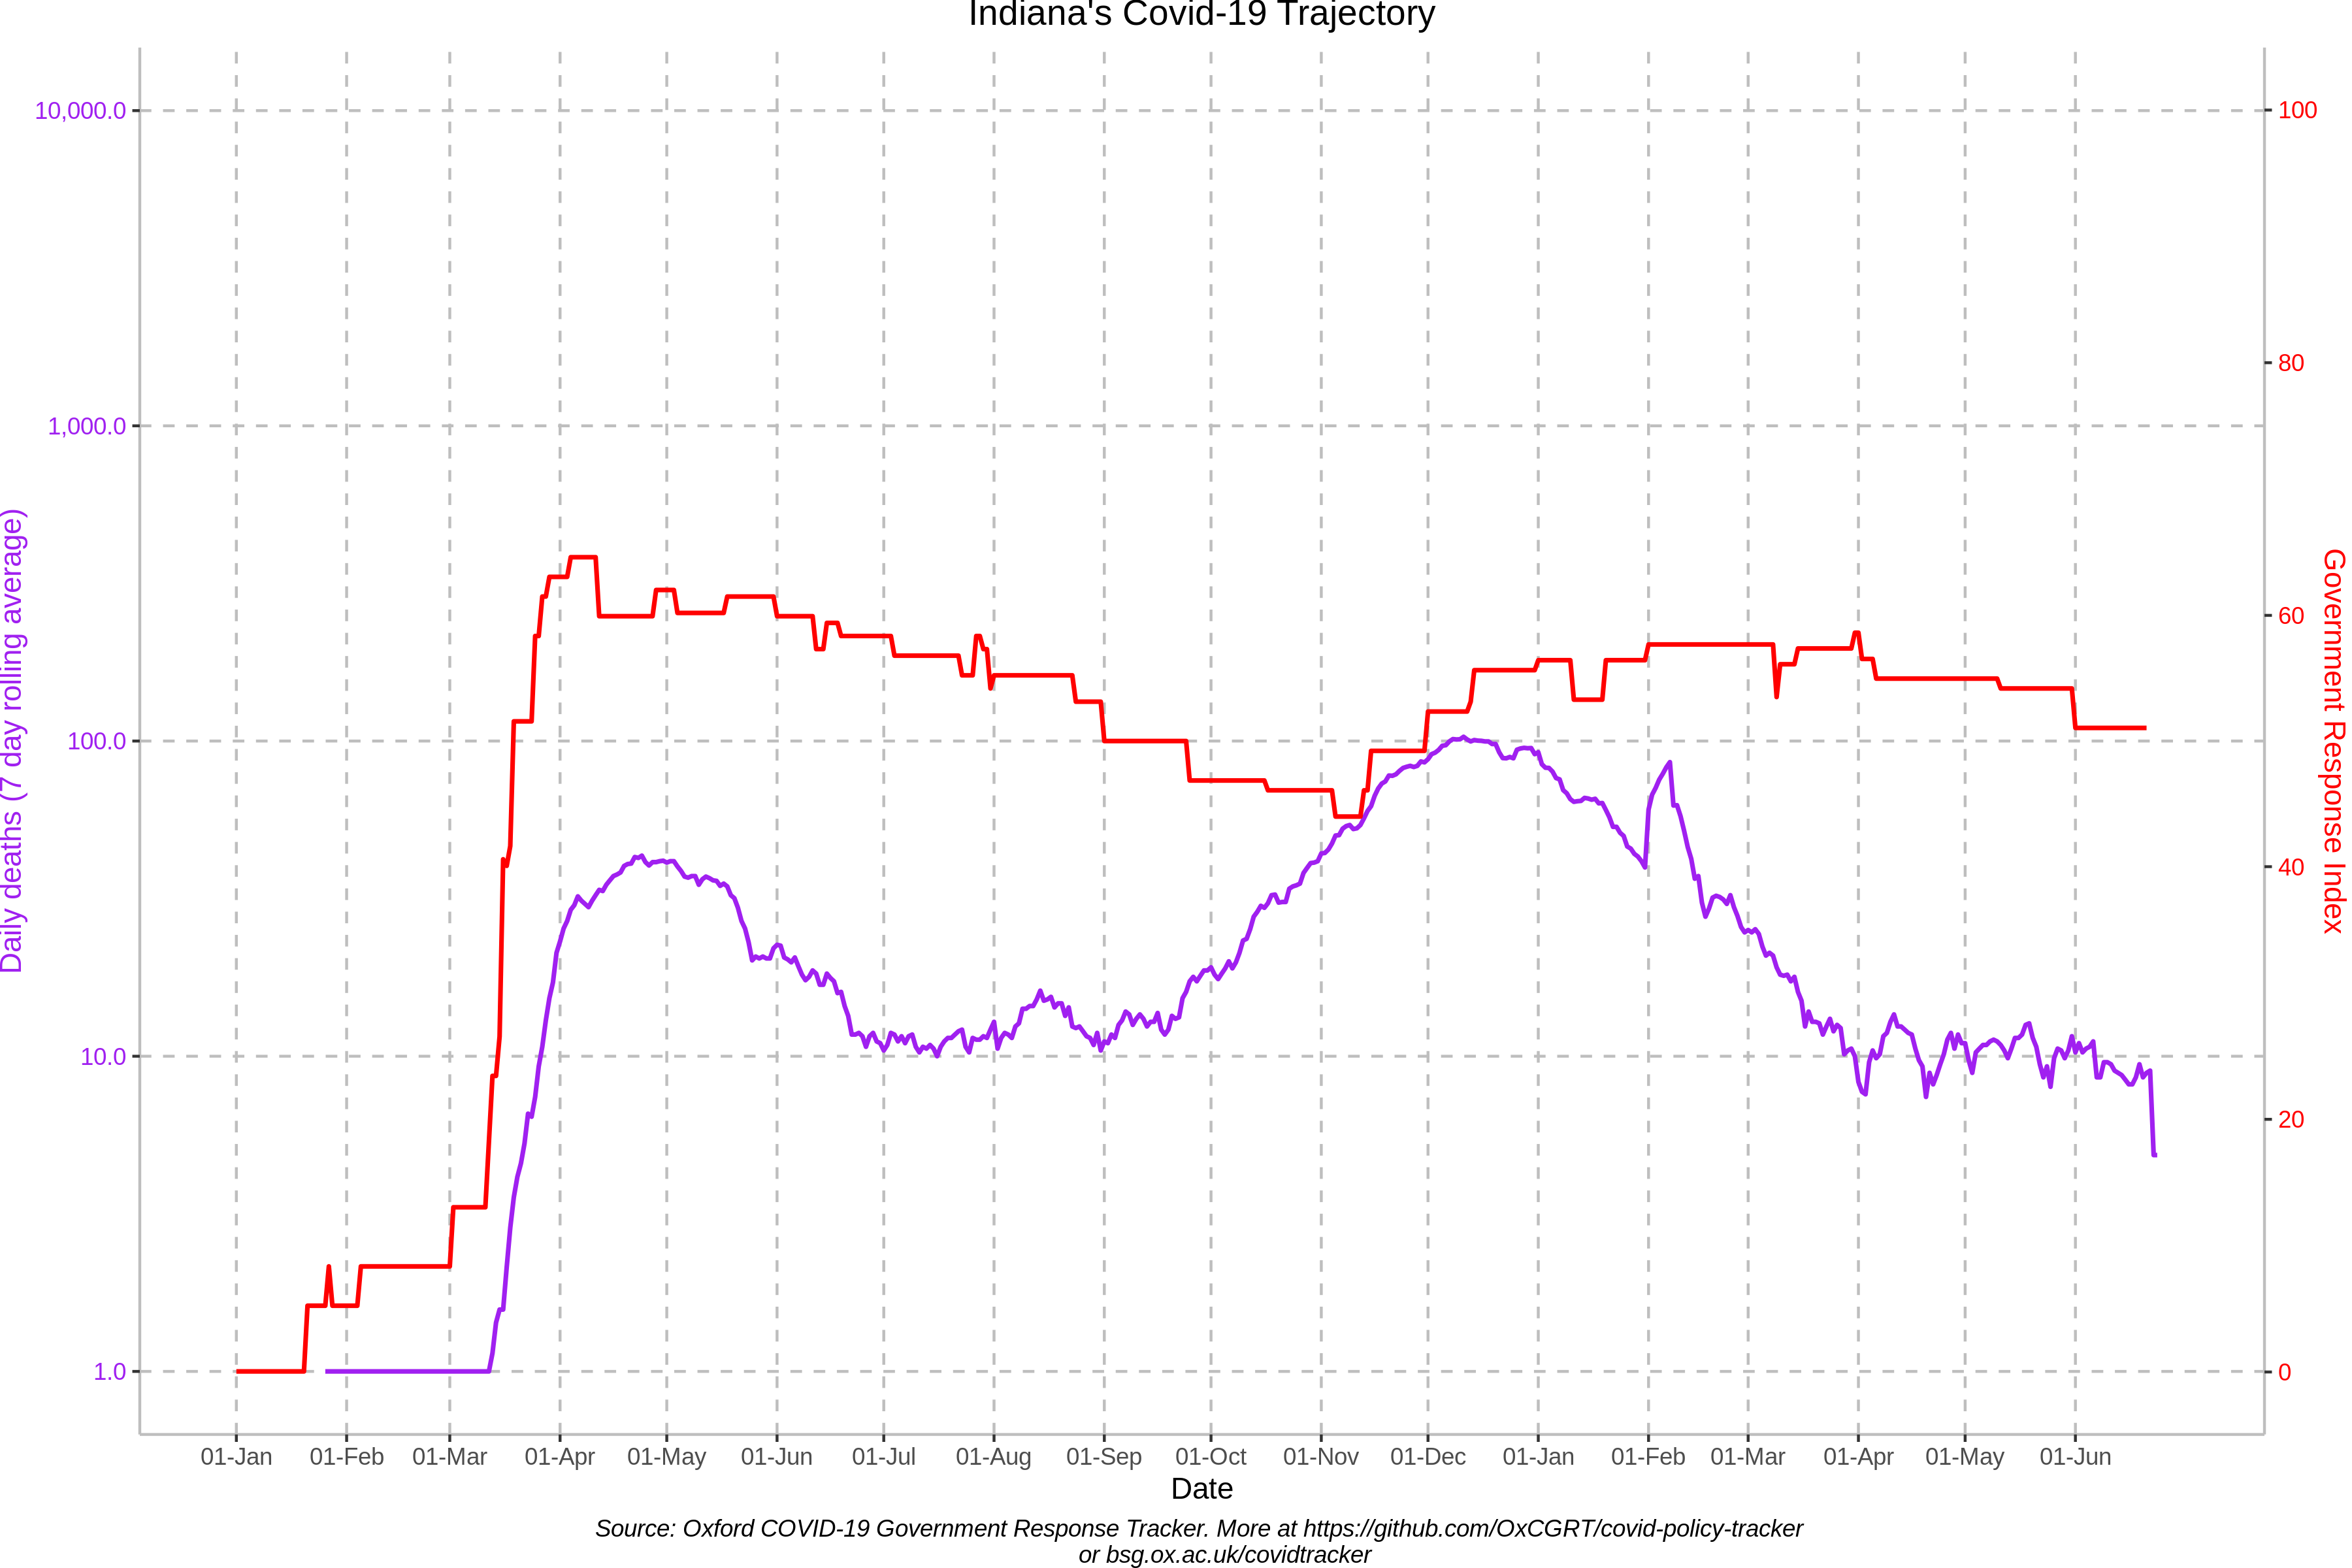 Indiana's Covid-19 Trajectory
10,000.0
1,000.0
100.0
10.0
1.0
Daily deaths (7 day rolling average)
100
80
60
40
20
0
Government Response Index
01-Jan 01-Feb 01-Mar 01-Apr 01-May 01-Jun 01-Jul 01-Aug 01-Sep 01-Oct 01-Nov 01-Dec 01-Jan 01-Feb 01-Mar 01-Apr 01-May 01-Jun
Date
Source: Oxford COVID-19 Government Response Tracker. More at https://github.com/OxCGRT/covid-policy-tracker
or bsg.ox.ac.uk/covidtracker